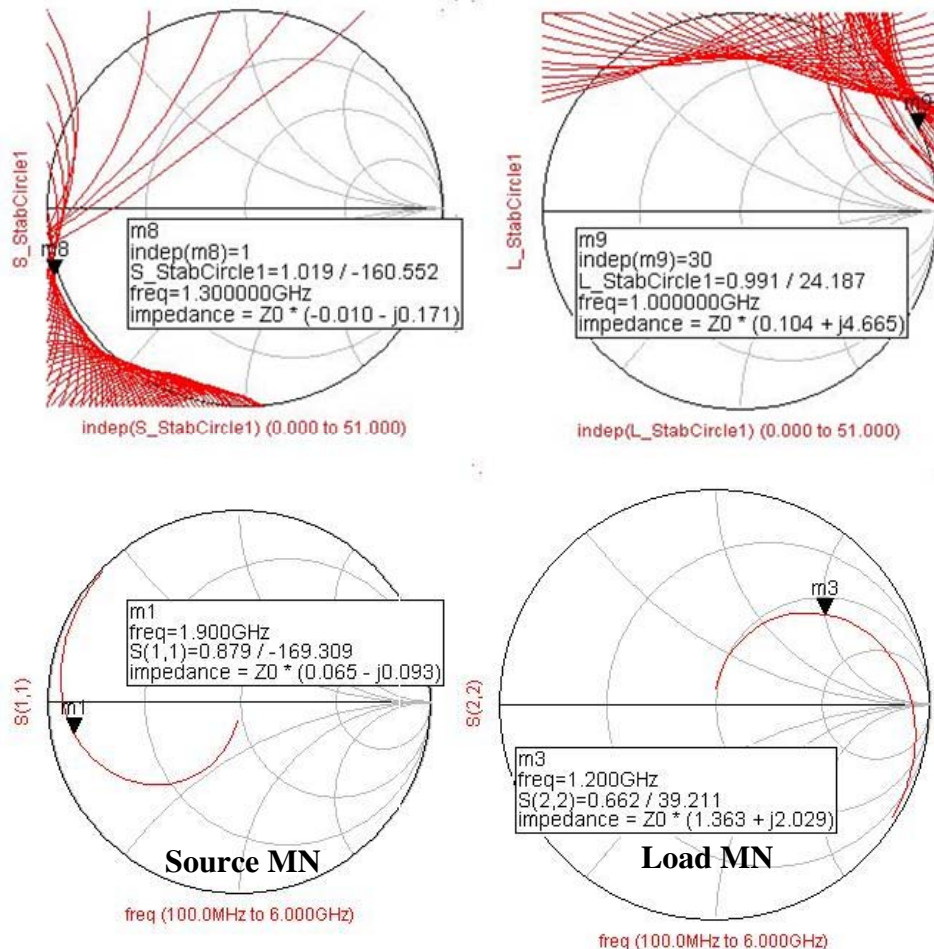 S_StabCircle1
m8
m8
indep(m8)=1
S_StabCircle1=1.019 / -160.552
freq=1.300000GHz
impedance = Z0 * (-0.010 - j0.171)
indep(S_StabCircle1) (0.000 to 51.000)
L_StabCircle1
m9
m9
indep(m9)=30
L_StabCircle1=0.991 / 24.187
freq=1.000000GHz
impedance = Z0 * (0.104 + j4.665)
indep(L_StabCircle1) (0.000 to 51.000)
S(1,1)
m1
m1
freq=1.900GHz
S(1,1)=0.879 / -169.309
impedance = Z0 * (0.065 - j0.093)
Source MN
freq (100.0MHz to 6.000GHz)
S(2,2)
m3
m3
freq=1.200GHz
S(2,2)=0.662 / 39.211
impedance = Z0 * (1.363 + j2.029)
Load MN
freq (100.0MHz to 6.000GHz)